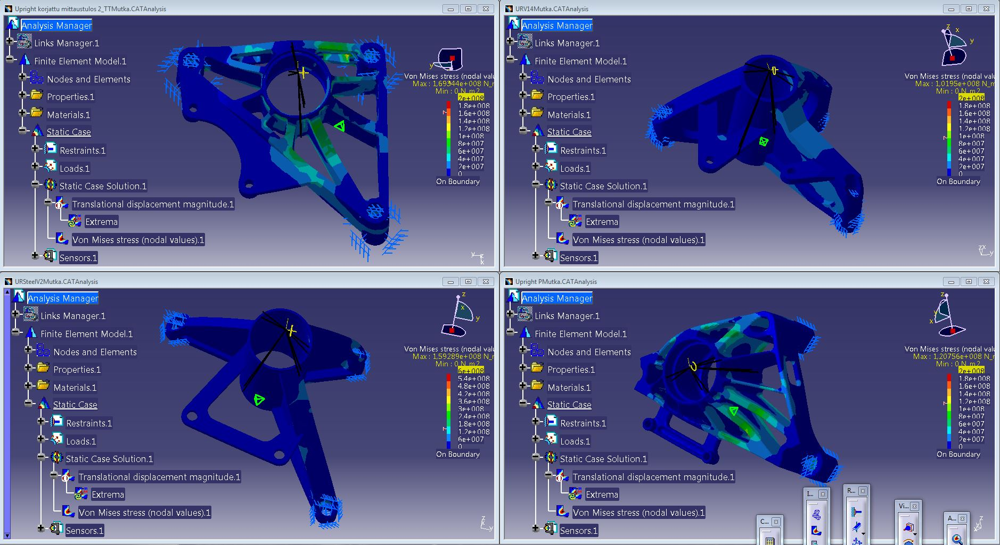 Upright korjattu mittaustulos 2_TTMutka.CATAnalysis
Analysis Manager
Links Manager.1
Finite Element Model.1
Nodes and Elements
Properties.1
Materials.1
Static Case
Restraints.1
Loads.1
Static Case Solution.1
Translational displacement magnitude.1
Extrema
Von Mises stress (nodal values).1
Sensors.1
y
z
Von Mises stress (nodal valu
Max : 1,69344e+008 N_r
Min : 0 N_m2
2e+008
1.8e+008
1.6e+008
1.4e+008
1.2e+008
1e+008
8e+007
6e+007
4e+007
2e+007
0
On Boundary
y
z
x
URV14Mutka.CATAnalysis
Analysis Manager
Links Manager.1
Finite Element Model.1
Nodes and Elements
Properties.1
Materials.1
Static Case
Restraints.1
Loads.1
Static Case Solution.1
Translational displacement magnitude.1
Extrema
Von Mises stress (nodal values).1
Sensors.1
z
x
y
Von Mises stress (nodal valu
Max : 1,0195e+008 N_m
Min : 0 N_m2
2e+008
1.8e+008
1.6e+008
1.4e+008
1.2e+008
1e+008
8e+007
6e+007
4e+007
2e+007
0
On Boundary
z
x
y
URSteelV2Mutka.CATAnalysis
Analysis Manager
Links Manager.1
Finite Element Model.1
Nodes and Elements
Properties.1
Materials.1
Static Case
Restraints.1
Loads.1
Static Case Solution.1
Translational displacement magnitude.1
Extrema
Von Mises stress (nodal values).1
Sensors.1
z
x
y
Von Mises stress (nodal valu
Max : 1,59289e+008 N_r
Min : 0 N_m2
6e+008
5.4e+008
4.8e+008
4.2e+008
3.6e+008
3e+008
2.4e+008
1.8e+008
1.2e+008
6e+007
0
On Boundary
z
x
y
Upright PMutka.CATAnalysis
Analysis Manager
Links Manager.1
Finite Element Model.1
Nodes and Elements
Properties.1
Materials.1
Static Case
Restraints.1
Loads.1
Static Case Solution.1
Translational displacement magnitude.1
Extrema
Von Mises stress (nodal values).1
Sensors.1
z
y
x
Von Mises stress (nodal valu
Max : 1,20756e+008 N_r
Min : 0 N_m2
2e+008
1.8e+008
1.6e+008
1.4e+008
1.2e+008
1e+008
8e+007
6e+007
4e+007
2e+007
0
On Boundary
z
y
x
C...
I...
R...
Vi...
A...